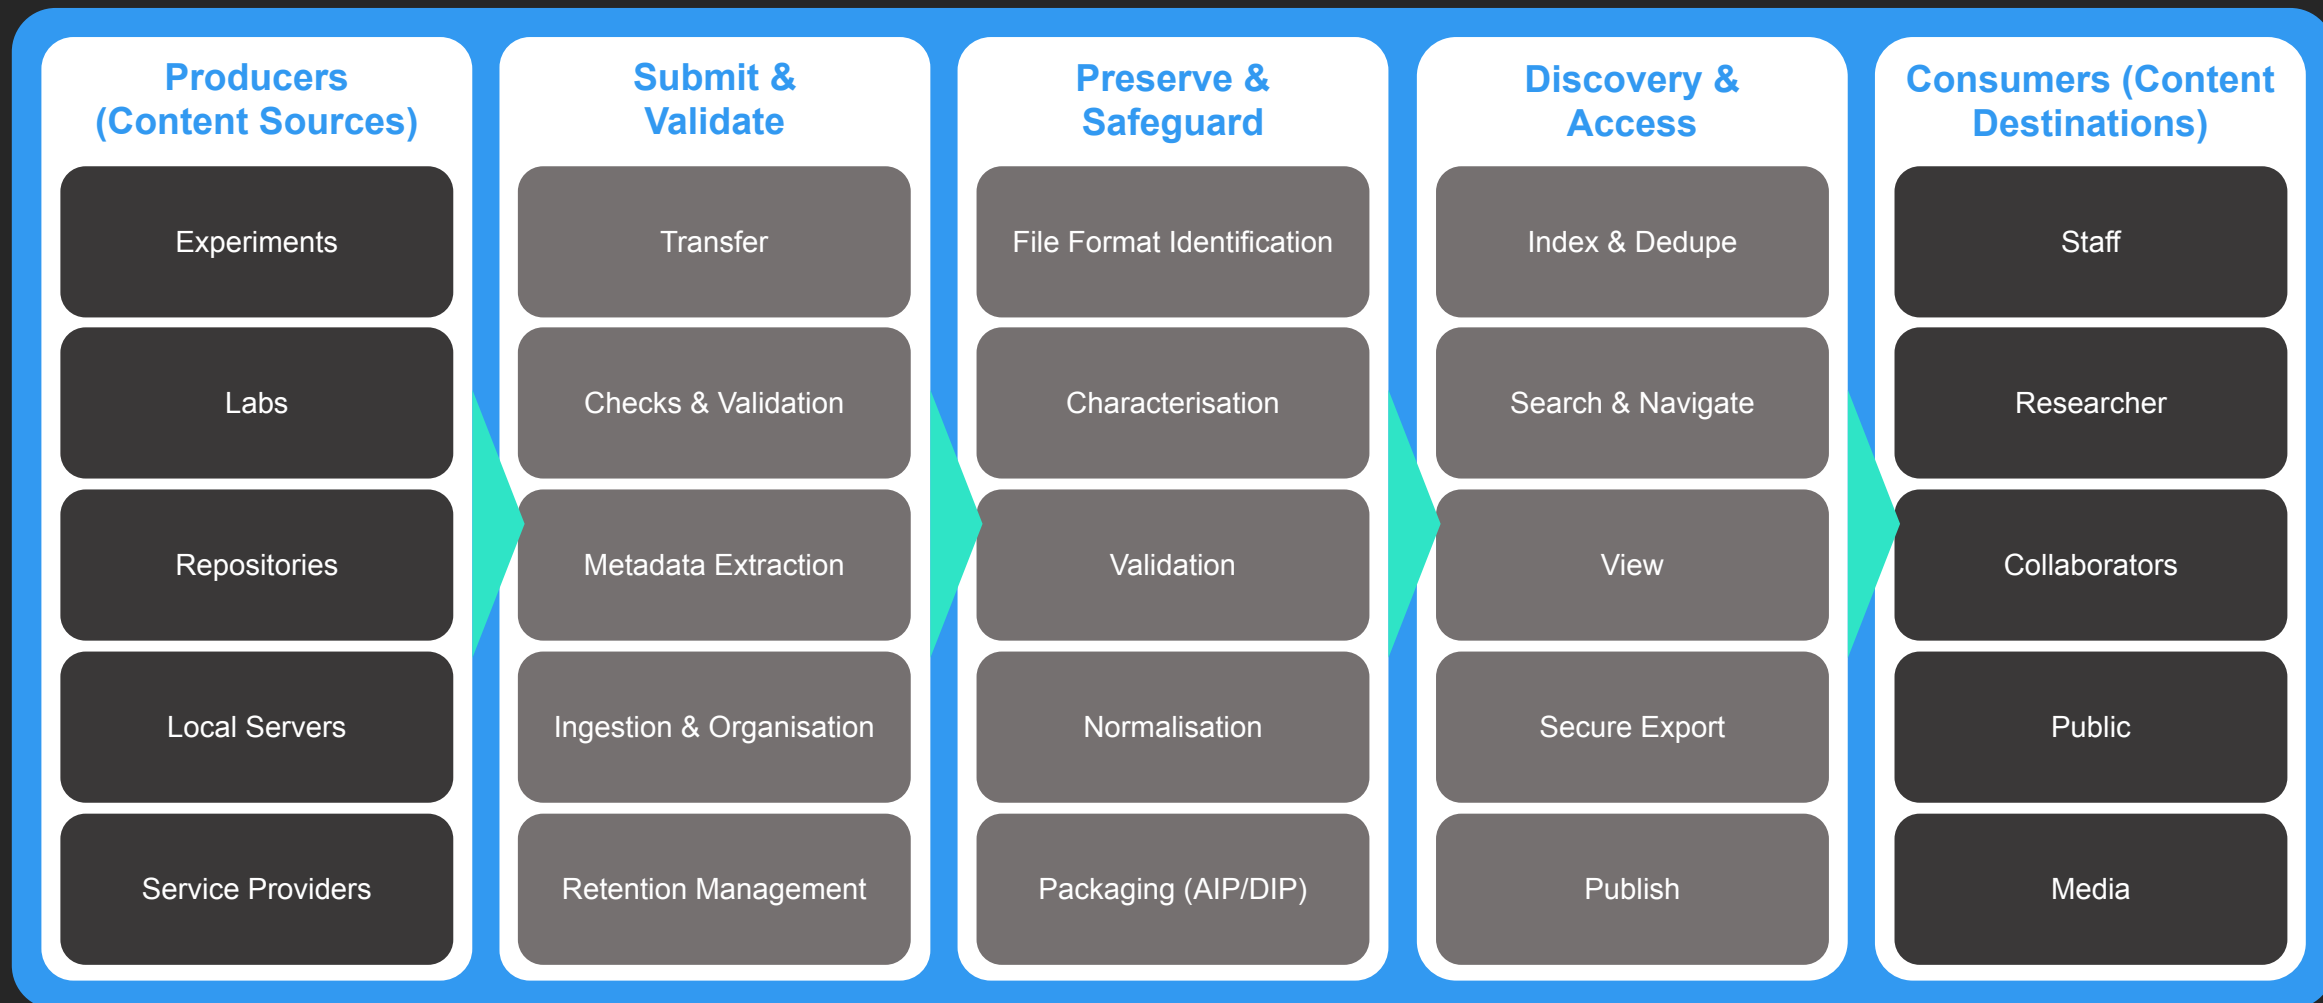 Producers
(Content Sources)
Experiments
Labs
Repositories
Local Servers
Service Providers
Submit &
Validate
Transfer
Checks & Validation
Metadata Extraction
Ingestion & Organisation
Retention Management
Preserve &
Safeguard
File Format Identification
Characterisation
Validation
Normalisation
Packaging (AIP/DIP)
Discovery &
Access
Index & Dedupe
Search & Navigate
View
Secure Export
Publish
Consumers (Content
Destinations)
Staff
Researcher
Collaborators
Public
Media